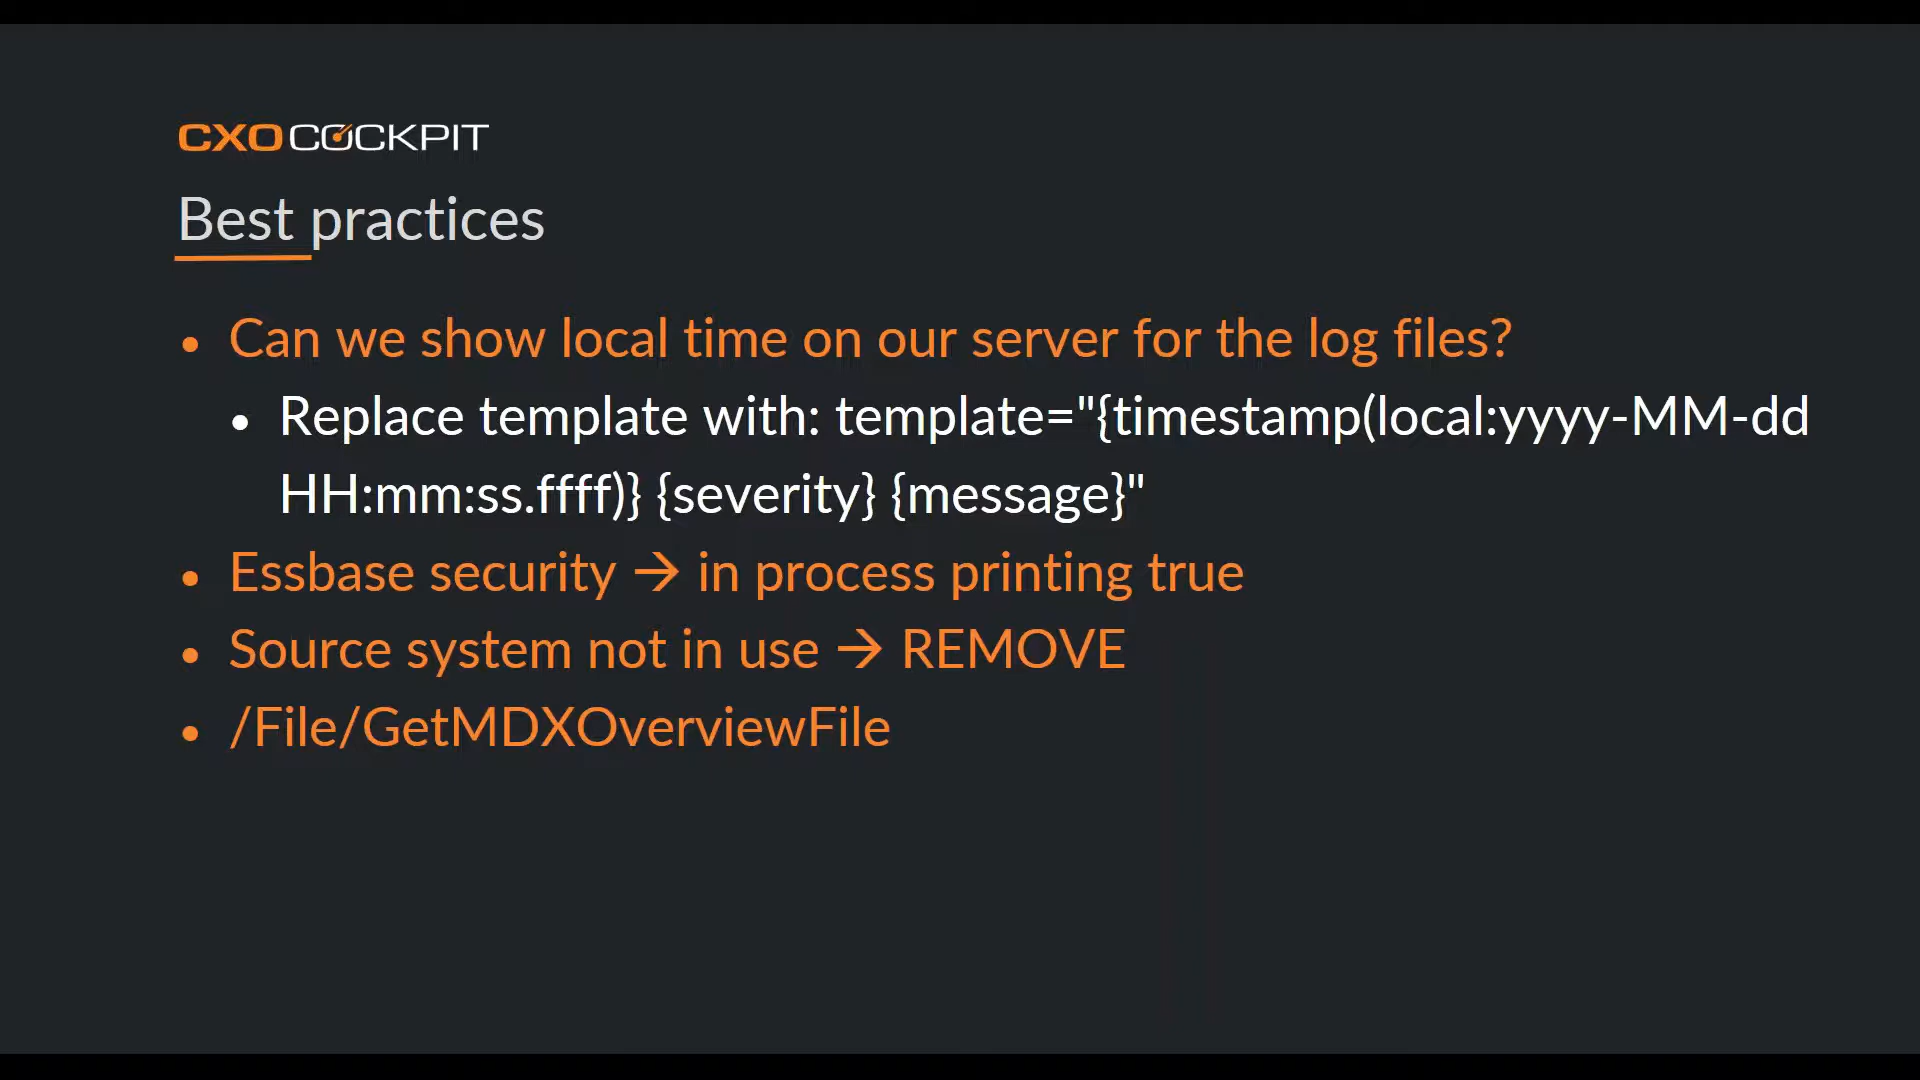 CXOCOCKPIT
Best practices
• Can we show local time on our server for the log files?
• Replace template with: template="{timestamp(local:yyyy-MM-dd
HH:mm:ss.ffff)} {severity} {message}"
• Essbase security → in process printing true
• Source system not in use → REMOVE
• /File/GetMDXOverviewFile